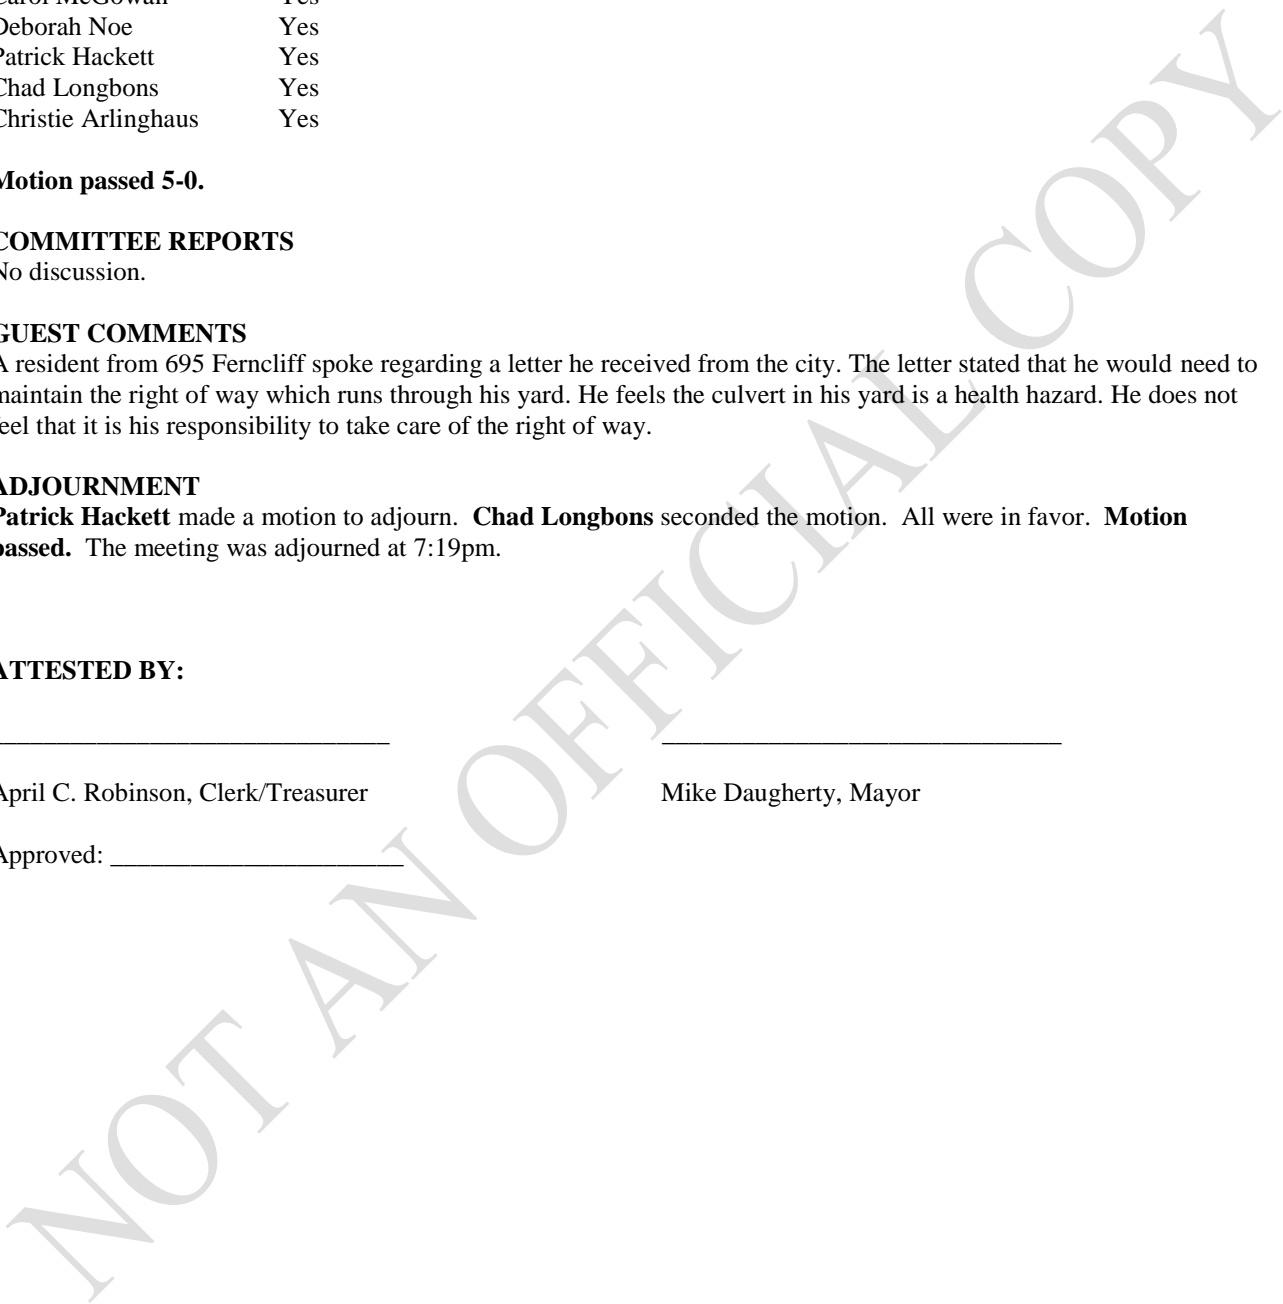 Carol McGowan Yes
Deborah Noe Yes
Patrick Hackett Yes
Chad Longbons Yes
Christie Arlinghaus Yes
Motion passed 5-0.
COMMITTEE REPORTS
No discussion.
GUEST COMMENTS
A resident from 695 Ferncliff spoke regarding a letter he received from the city. The letter stated that he would need to
maintain the right of way which runs through his yard. He feels the culvert in his yard is a health hazard. He does not
feel that it is his responsibility to take care of the right of way.
ADJOURNMENT
Patrick Hackett made a motion to adjourn. Chad Longbons seconded the motion. All were in favor. Motion
passed. The meeting was adjourned at 7:19pm.
ATTESTED BY:
______________________________ ______________________________
April C. Robinson, Clerk/Treasurer Mike Daugherty, Mayor
Approved: ______________________
NOT AN OFFICIAL COPY